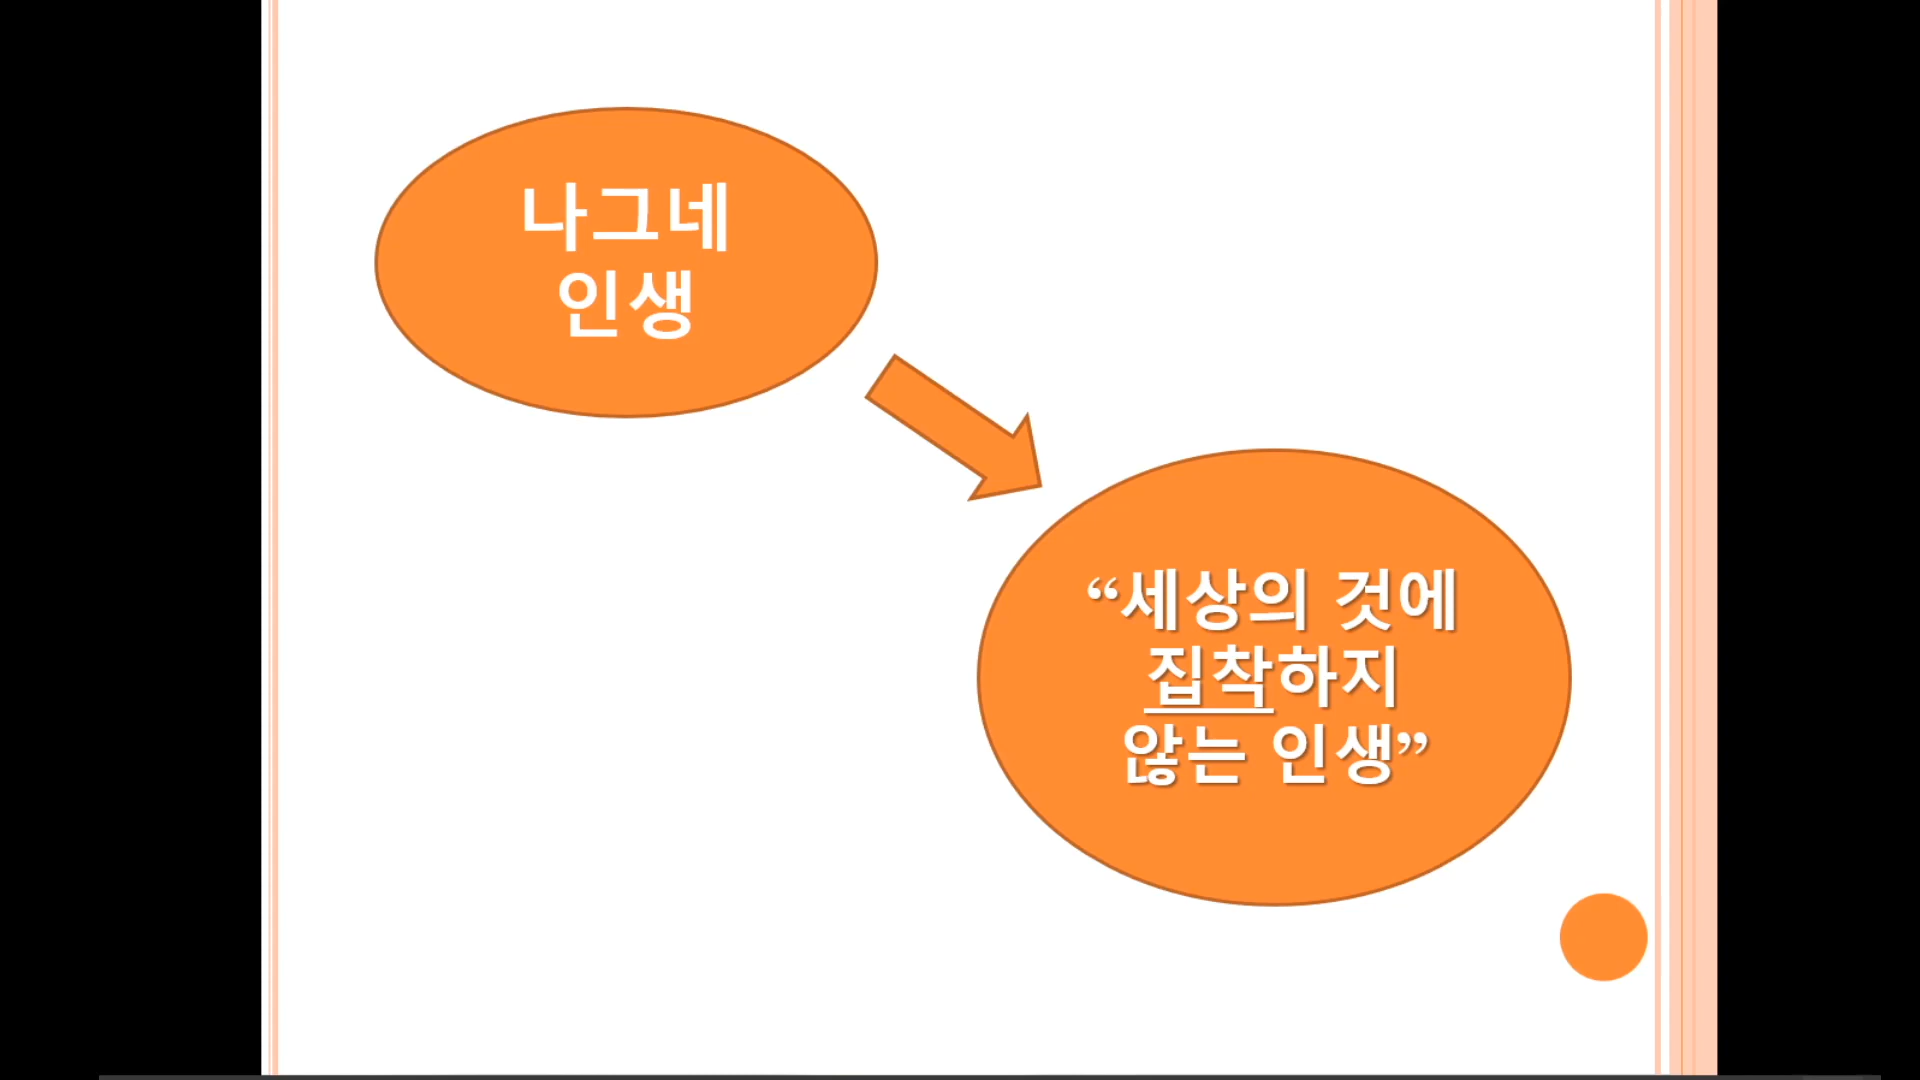 나그네
인생
“세상의 것에
집착하지
않는 인생”